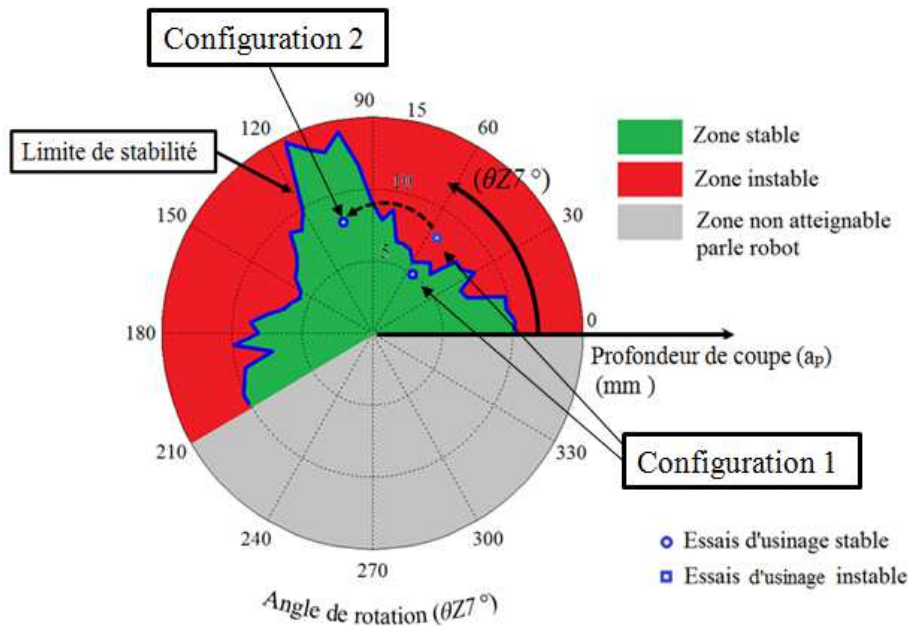 Configuration 2
Limite de stabilité
90
15
120
60
(θZ7 °)
10
150
30
5
180
0
Profondeur de coupe (aₚ)
(mm )
210
330
Configuration 1
240
300
270
Angle de rotation (θZ7 °)
Zone stable
Zone instable
Zone non atteignable
parle robot
Essais d'usinage stable
Essais d'usinage instable